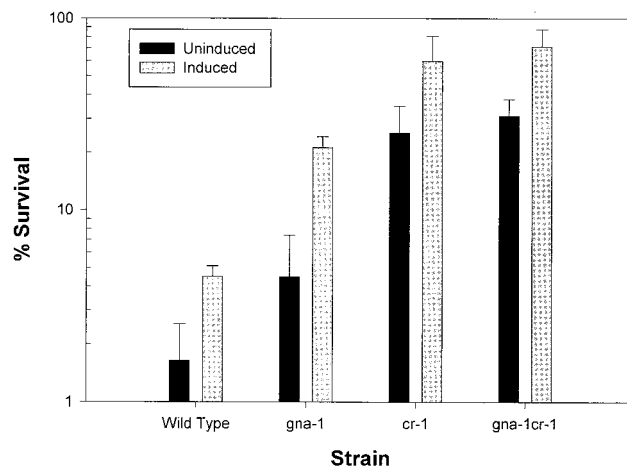 100
Uninduced
Induced
% Survival
10
1
Wild Type
gna-1
cr-1
gna-1cr-1
Strain